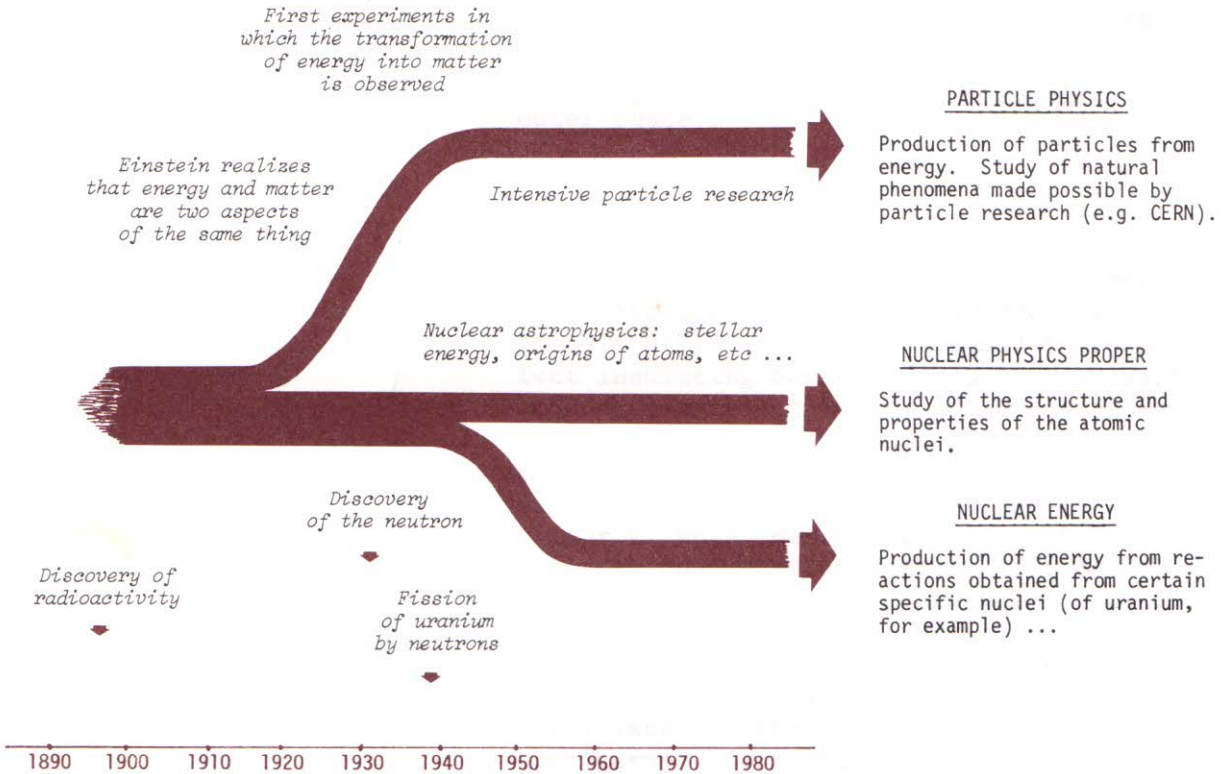 First experiments in
which the transformation
of energy into matter
is observed
Einstein realizes
that energy and matter
are two aspects
of the same thing
Intensive particle research
PARTICLE PHYSICS
Production of particles from
energy. Study of natural
phenomena made possible by
particle research (e.g. CERN).
Nuclear astrophysics: stellar
energy, origins of atoms, etc ...
NUCLEAR PHYSICS PROPER
Study of the structure and
properties of the atomic
nuclei.
Discovery
of the neutron
NUCLEAR ENERGY
Production of energy from re-
actions obtained from certain
specific nuclei (of uranium,
for example) ...
Discovery of
radioactivity
Fission
of uranium
by neutrons
1890 1900 1910 1920 1930 1940 1950 1960 1970 1980